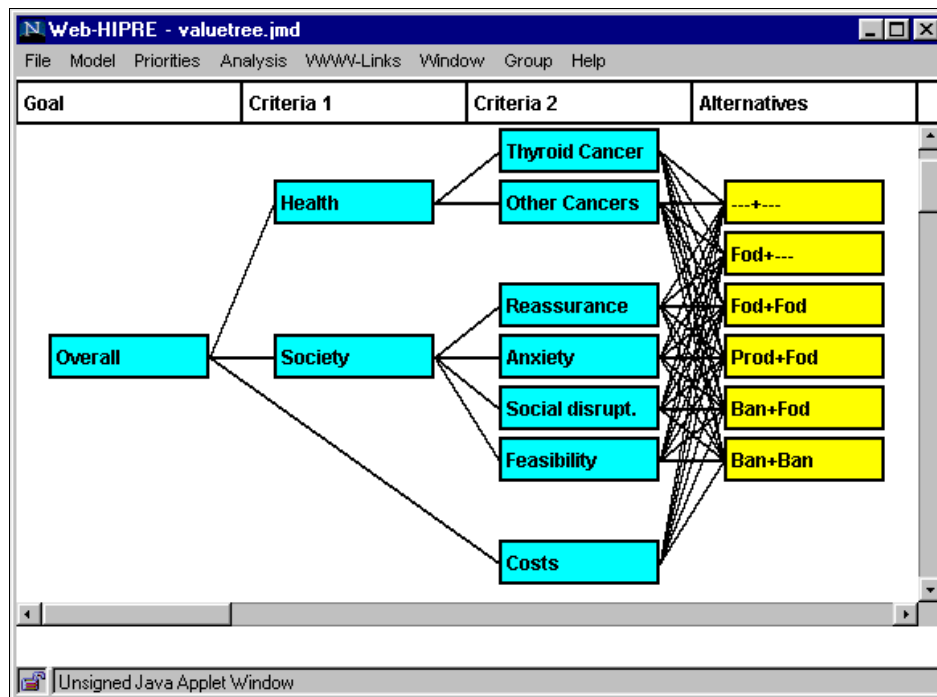 Web-HIPRE - valuetree.jmd
File Model Priorities Analysis WWW-Links Window Group Help
Goal Criteria 1 Criteria 2 Alternatives
Thyroid Cancer
Health Other Cancers ---+---
Fod+---
Reassurance Fod+Fod
Overall Society Anxiety Prod+Fod
Social disrupt. Ban+Fod
Feasibility Ban+Ban
Costs
Unsigned Java Applet Window